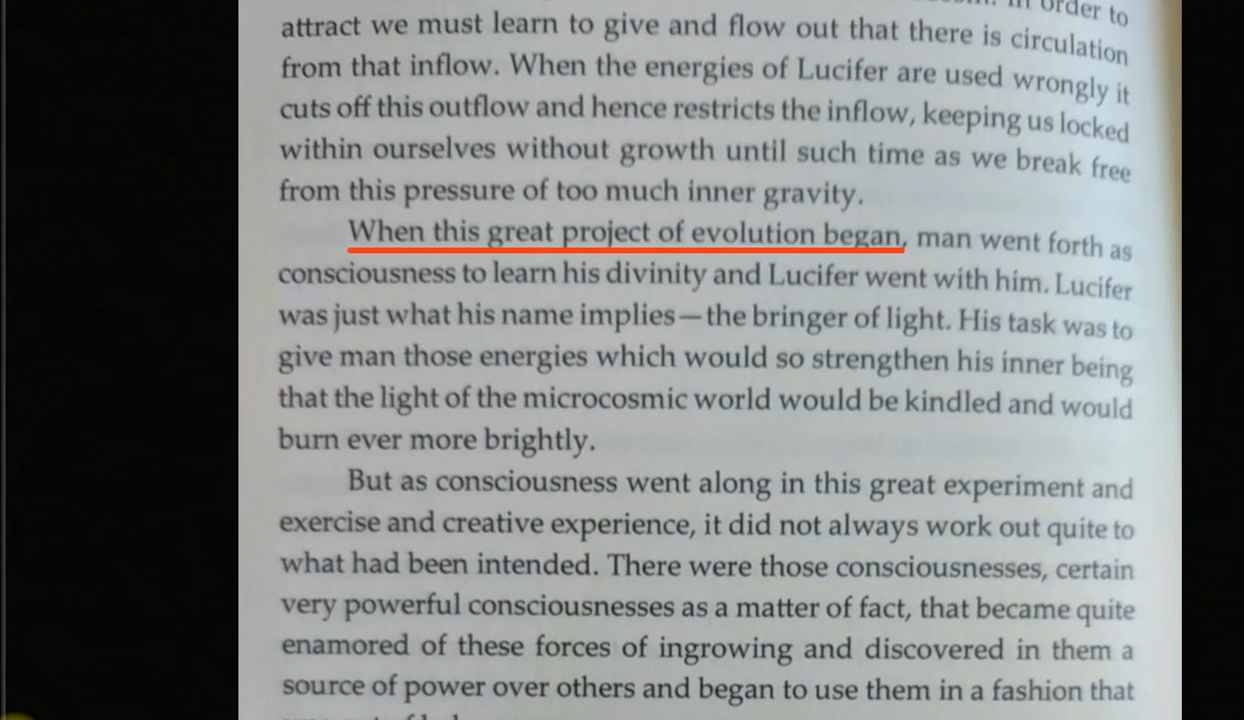 In order to
attract we must learn to give and flow out that there is circulation
from that inflow. When the energies of Lucifer are used wrongly it
cuts off this outflow and hence restricts the inflow, keeping us locked
within ourselves without growth until such time as we break free
from this pressure of too much inner gravity.
When this great project of evolution began, man went forth as
consciousness to learn his divinity and Lucifer went with him. Lucifer
was just what his name implies—the bringer of light. His task was to
give man those energies which would so strengthen his inner being
that the light of the microcosmic world would be kindled and would
burn ever more brightly.
But as consciousness went along in this great experiment and
exercise and creative experience, it did not always work out quite to
what had been intended. There were those consciousnesses, certain
very powerful consciousnesses as a matter of fact, that became quite
enamored of these forces of ingrowing and discovered in them a
source of power over others and began to use them in a fashion that